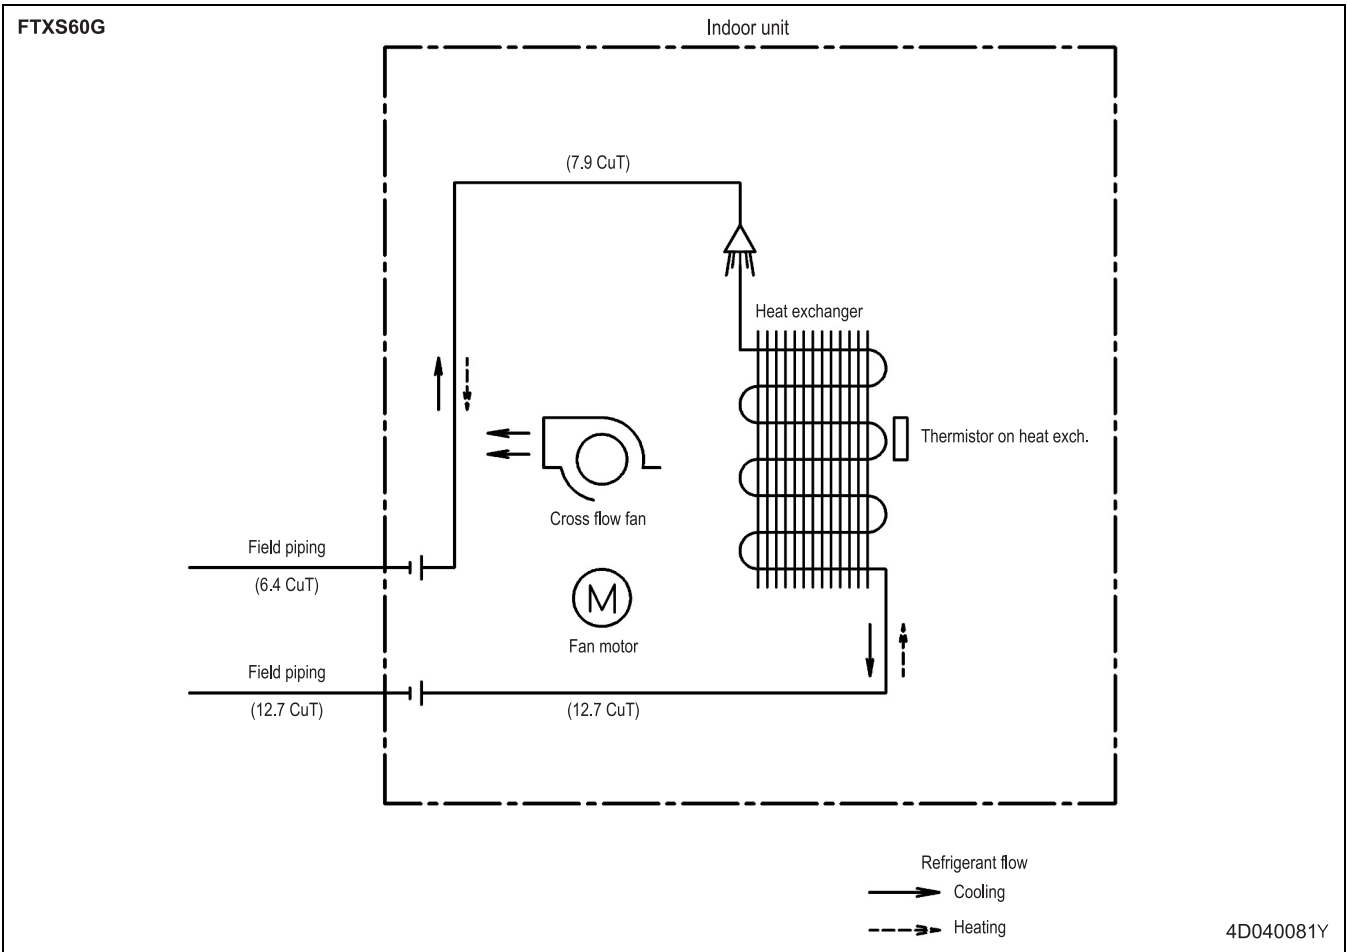 FTXS60G
Indoor unit
(7.9 CuT)
Heat exchanger
Thermistor on heat exch.
Cross flow fan
Field piping
(6.4 CuT)
M
Fan motor
Field piping
(12.7 CuT)
(12.7 CuT)
Refrigerant flow
Cooling
Heating
4D040081Y